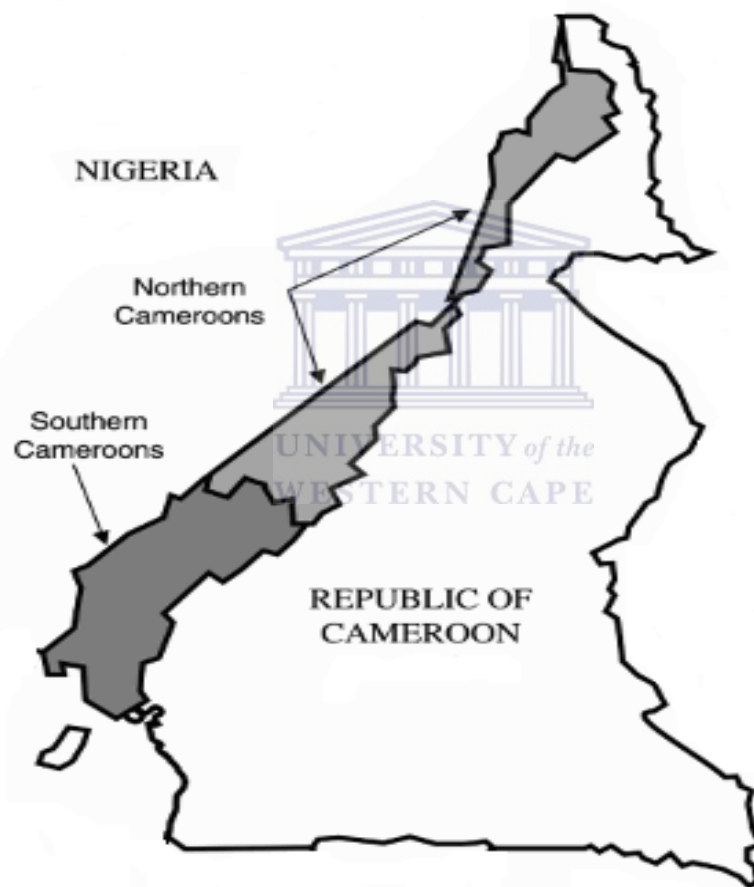 NIGERIA
Northern
Cameroons
Southern
Cameroons
UNIVERSITY of the
WESTERN CAPE
REPUBLIC OF
CAMEROON